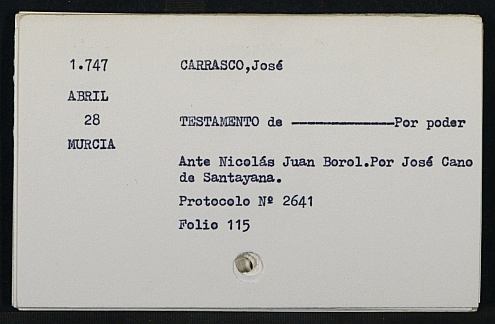 1.747 CARRASCO,José
ABRIL
28 TESTAMENTO de ——————Por poder
MURCIA
Ante Nicolás Juan Borol.Por José Cano
de Santayana.
Protocolo Nº 2641
Folio 115